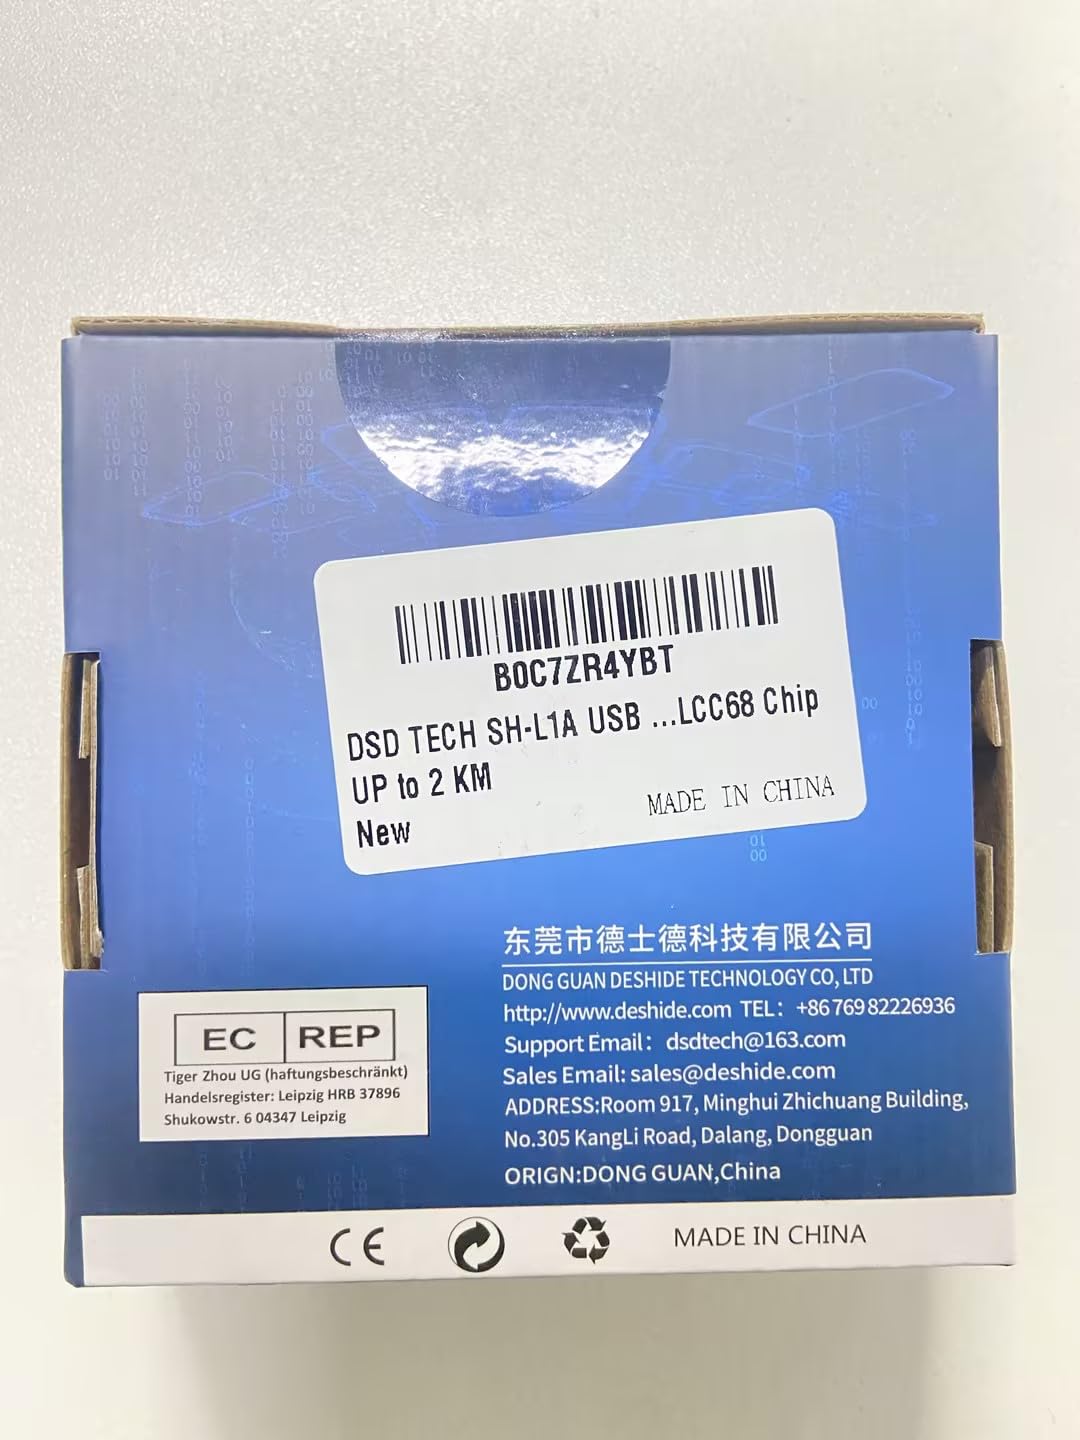 B0C7ZR4YBT
DSD TECH SH-L1A USB ...LCC68 Chip
UP to 2 KM
New
MADE IN CHINA
东莞市德士德科技有限公司
DONG GUAN DESHIDE TECHNOLOGY CO, LTD
http://www.deshide.com TEL: +86 769 82226936
Support Email：dsdtech@163.com
Sales Email: sales@deshide.com
ADDRESS:Room 917, Minghui Zhichuang Building,
No.305 KangLi Road, Dalang, Dongguan
ORIGN:DONG GUAN,China
EC REP
Tiger Zhou UG (haftungsbeschränkt)
Handelsregister: Leipzig HRB 37896
Shukowstr. 6 04347 Leipzig
CE
MADE IN CHINA